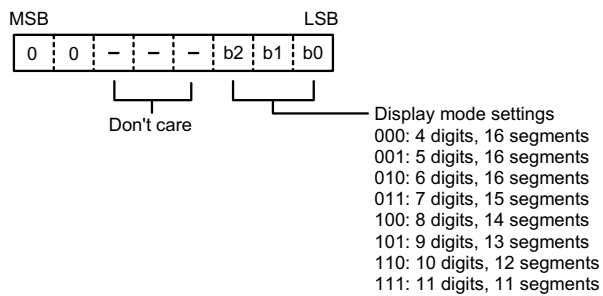 MSB LSB
0 0 – – – b2 b1 b0
Don't care
Display mode settings
000: 4 digits, 16 segments
001: 5 digits, 16 segments
010: 6 digits, 16 segments
011: 7 digits, 15 segments
100: 8 digits, 14 segments
101: 9 digits, 13 segments
110: 10 digits, 12 segments
111: 11 digits, 11 segments